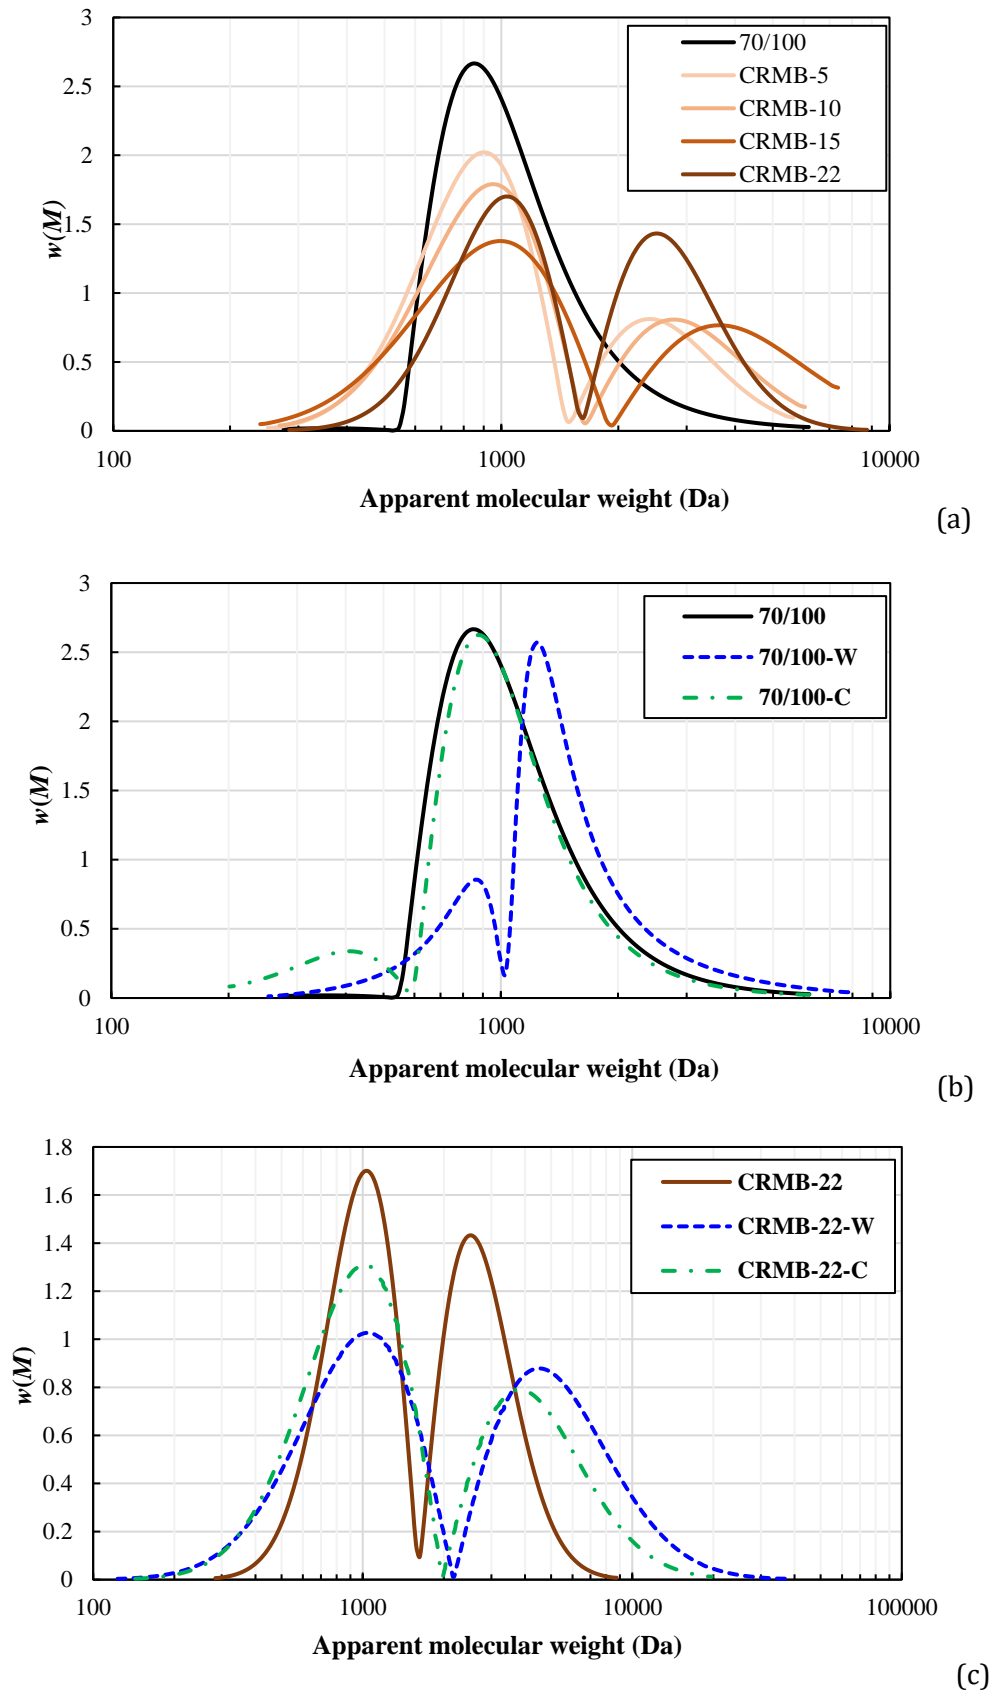 3
2.5
2
1.5
1
0.5
0
w(M)
70/100
CRMB-5
CRMB-10
CRMB-15
CRMB-22
100
1000
10000
Apparent molecular weight (Da)
(a)
3
2.5
2
1.5
1
0.5
0
w(M)
70/100
70/100-W
70/100-C
100
1000
10000
Apparent molecular weight (Da)
(b)
1.8
1.6
1.4
1.2
1
0.8
0.6
0.4
0.2
0
w(M)
CRMB-22
CRMB-22-W
CRMB-22-C
100
1000
10000
100000
Apparent molecular weight (Da)
(c)